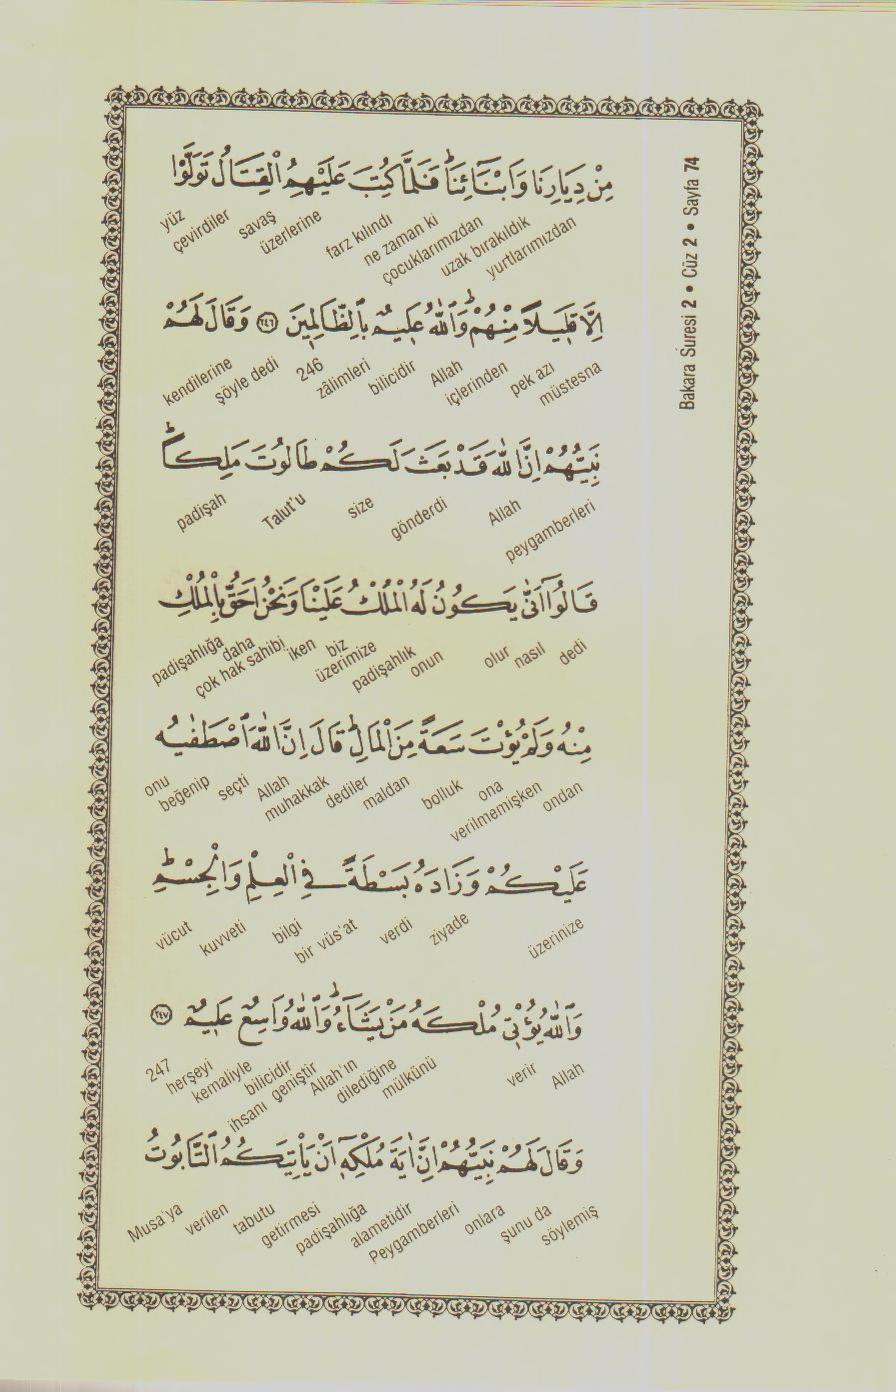 Bakara Suresi 2 • Cüz 2 • Sayfa 74
مِنْ دِيَارِنَا وَاَبْنَٓائِنَاۜ فَلَمَّا كُتِبَ عَلَيْهِمُ الْقِتَالُ تَوَلَّوْا
yurtlarımızdan uzak bırakıldık çocuklarımızdan ne zaman ki farz kılındı üzerlerine savaş yüz çevirdiler
اِلَّا قَل۪يلًا مِنْهُمْۜ وَاللّٰهُ عَل۪يمٌ بِالظَّالِم۪ينَ ﴿٢٤٦﴾ وَقَالَ لَهُمْ
müstesna pek azı içlerinden Allah bilicidir zâlimleri 246 şöyle dedi kendilerine
نَبِيُّهُمْ اِنَّ اللّٰهَ قَدْ بَعَثَ لَكُمْ طَالُوتَ مَلِكًاۜ
peygamberleri Allah gönderdi size Talut'u padişah
قَالُٓوا اَنّٰى يَكُونُ لَهُ الْمُلْكُ عَلَيْنَا وَنَحْنُ اَحَقُّ بِالْمُلْكِ
dedi nasıl olur onun padişahlık üzerimize biz iken çok hak sahibi daha padişahlığa
مِنْهُ وَلَمْ يُؤْتَ سَعَةً مِنَ الْمَالِۜ قَالَ اِنَّ اللّٰهَ اصْطَفٰيهُ
ondan verilmemişken ona bolluk maldan dediler muhakkak Allah seçti beğenip onu
عَلَيْكُمْ وَزَادَهُ بَسْطَةً فِي الْعِلْمِ وَالْجِسْمِۜ
üzerinize ziyade verdi bir vüs'at bilgi kuvveti vücut
وَاللّٰهُ يُؤْت۪ي مُلْكَهُ مَنْ يَشَٓاءُۜ وَاللّٰهُ وَاسِعٌ عَل۪يمٌ ﴿٢٤٧﴾
Allah verir mülkünü dilediğine Allah'ın geniştir ihsanı bilicidir kemaliyle herşeyi 247
وَقَالَ لَهُمْ نَبِيُّهُمْ اِنَّ اٰيَةَ مُلْكِه۪ٓ اَنْ يَأْتِيَكُمُ التَّابُوتُ
söylemiş şunu da onlara Peygamberleri alametidir padişahlığa getirmesi tabutu verilen Musa'ya